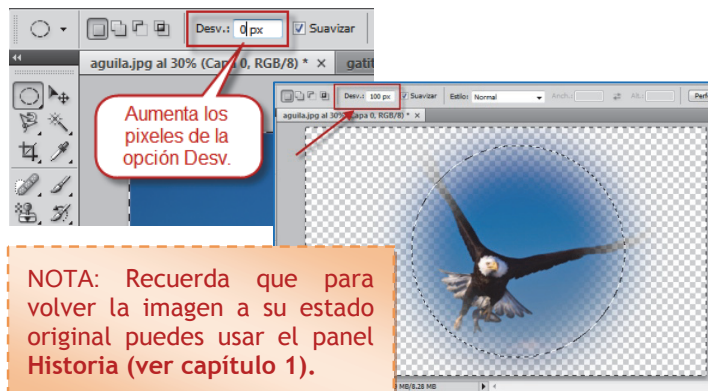 Desv.: 0 px Suavizar
aguila.jpg al 30% (Capa 0, RGB/8) * ×
Aumenta los
pixeles de la
opción Desv.
Desv.: 100 px Suavizar Estilo: Normal Anch.: Alt.:
aguila.jpg al 30% (Capa 0, RGB/8) * ×
NOTA: Recuerda que para
volver la imagen a su estado
original puedes usar el panel
Historia (ver capítulo 1).
MB/8.28 MB